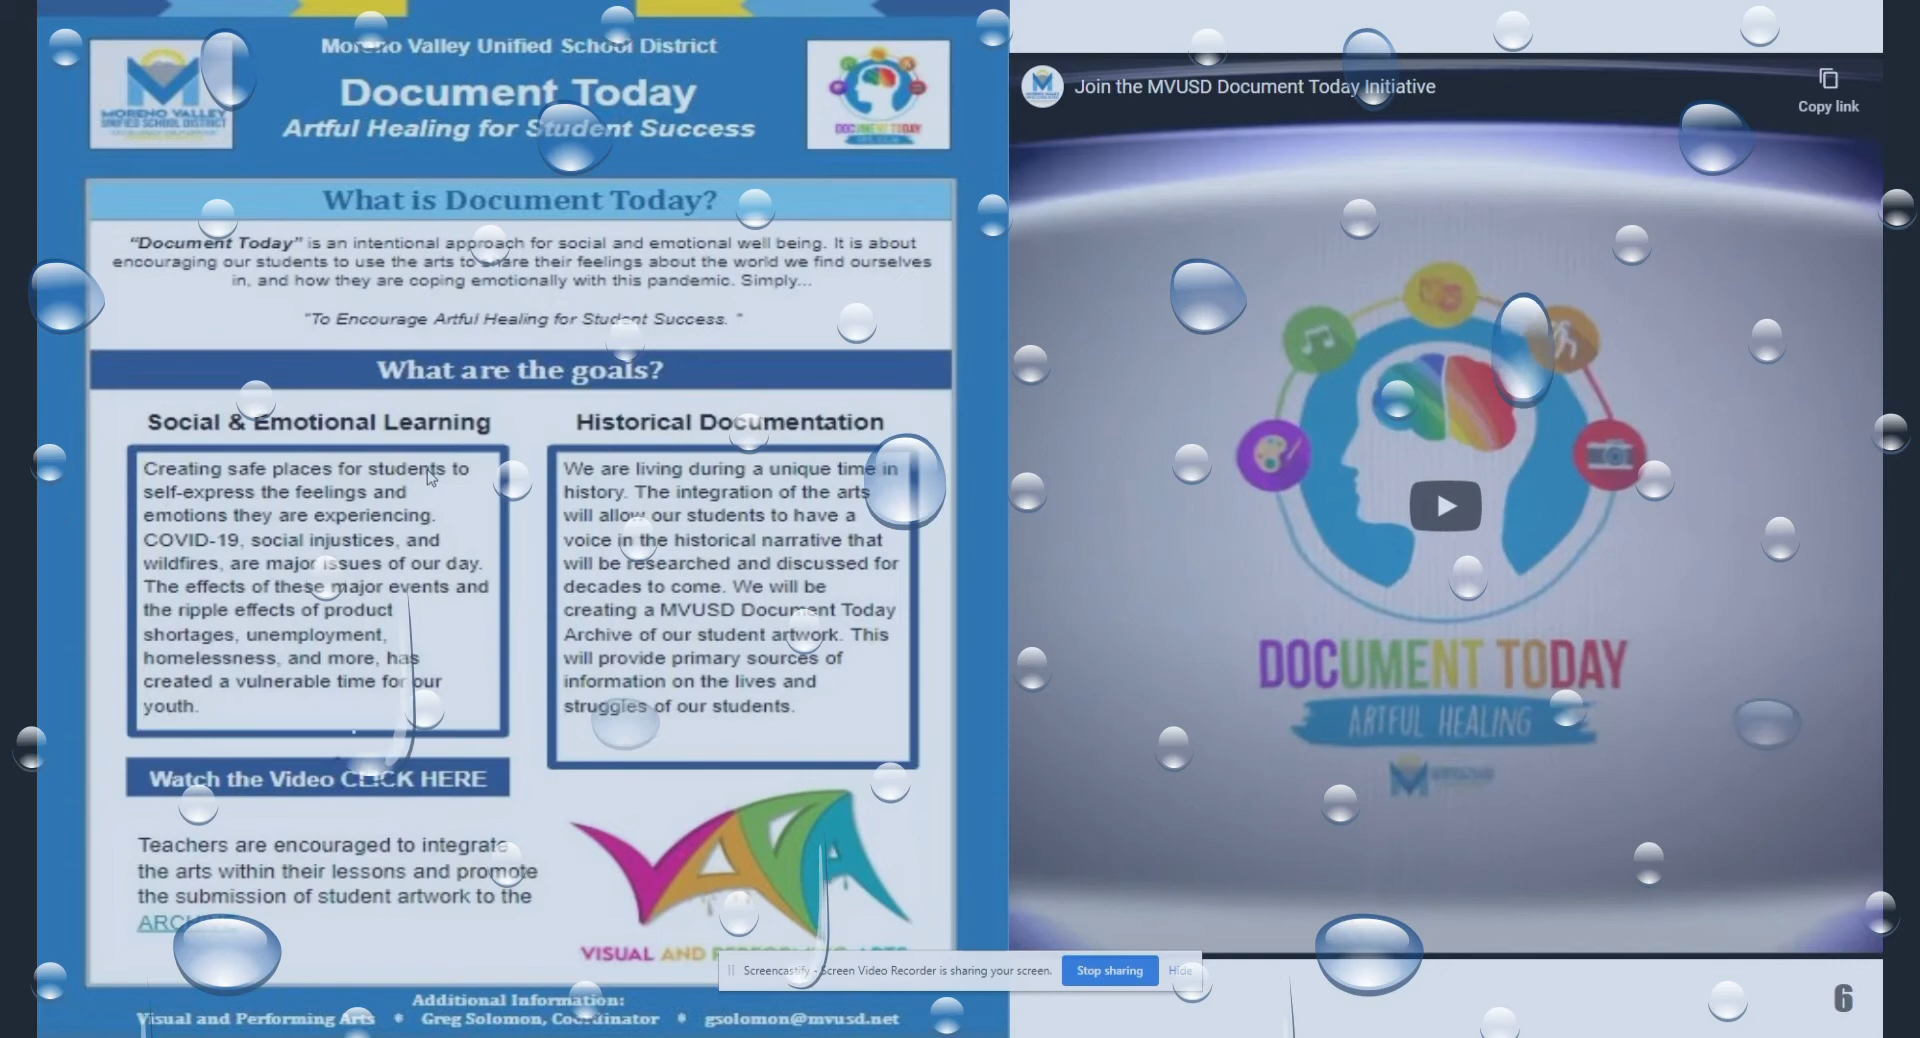 Moreno Valley Unified School District
Document Today
Artful Healing for Student Success
MORENO VALLEY
UNIFIED SCHOOL DISTRICT
DOCUMENT TODAY
What is Document Today?
"Document Today" is an intentional approach for social and emotional well being. It is about
encouraging our students to use the arts to share their feelings about the world we find ourselves
in, and how they are coping emotionally with this pandemic. Simply...
"To Encourage Artful Healing for Student Success. "
What are the goals?
Social & Emotional Learning
Creating safe places for students to
self-express the feelings and
emotions they are experiencing.
COVID-19, social injustices, and
wildfires, are major issues of our day.
The effects of these major events and
the ripple effects of product
shortages, unemployment,
homelessness, and more, has
created a vulnerable time for our
youth.
Historical Documentation
We are living during a unique time in
history. The integration of the arts
will allow our students to have a
voice in the historical narrative that
will be researched and discussed for
decades to come. We will be
creating a MVUSD Document Today
Archive of our student artwork. This
will provide primary sources of
information on the lives and
struggles of our students.
Watch the Video CLICK HERE
Teachers are encouraged to integrate
the arts within their lessons and promote
the submission of student artwork to the
VAPA
VISUAL AND PERFORMING ARTS
Additional Information:
Visual and Performing Arts * Greg Solomon, Coordinator * gsolomon@mvusd.net
Join the MVUSD Document Today Initiative
Copy link
DOCUMENT TODAY
ARTFUL HEALING
Screencastify - Screen Video Recorder is sharing your screen.
Stop sharing
Hide
6